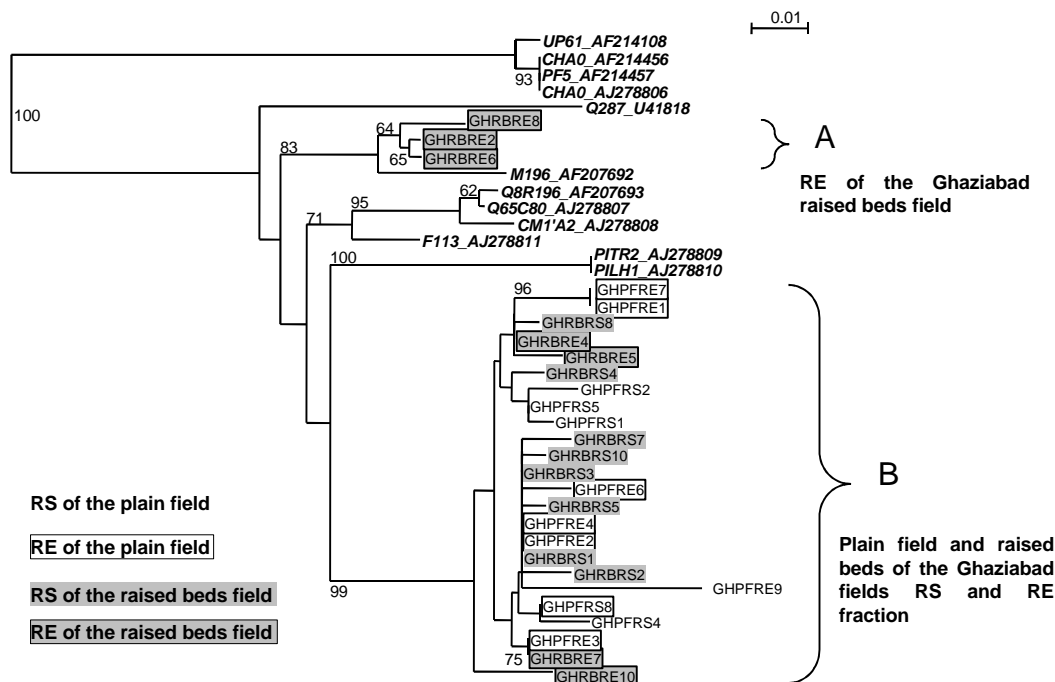 0.01
UP61_AF214108
CHA0_AF214456
PF5_AF214457
93
CHA0_AJ278806
Q287_U41818
100
GHRBRE8
64
GHRBRE2
83
65
GHRBRE6
M196_AF207692
A
RE of the Ghaziabad
raised beds field
62
Q8R196_AF207693
95
Q65C80_AJ278807
71
CM1'A2_AJ278808
F113_AJ278811
PITR2_AJ278809
100
PILH1_AJ278810
96
GHPFRE7
GHPFRE1
GHRBRS8
GHRBRE4
GHRBRE5
GHRBRS4
GHPFRS2
GHPFRS5
GHPFRS1
GHRBRS7
GHRBRS10
GHRBRS3
GHPFRE6
GHRBRS5
GHPFRE4
GHPFRE2
GHRBRS1
GHRBRS2
99
GHPFRE9
GHPFRS8
GHPFRS4
GHPFRE3
75
GHRBRE7
GHRBRE10
B
Plain field and raised
beds of the Ghaziabad
fields RS and RE
fraction
RS of the plain field
RE of the plain field
RS of the raised beds field
RE of the raised beds field